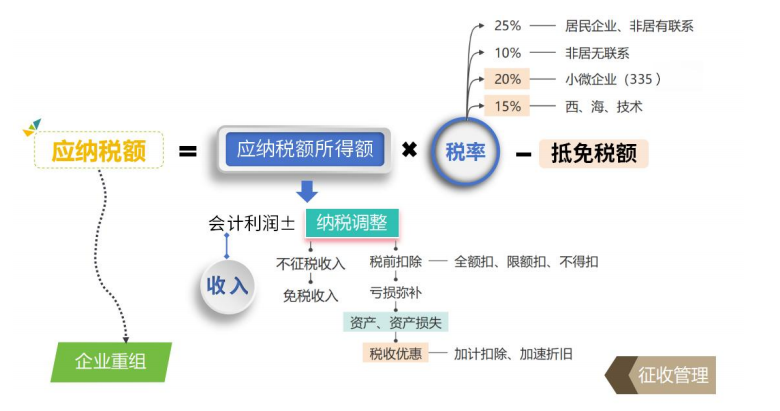 25% 居民企业、非居有联系
10% 非居无联系
20% 小微企业（335）
15% 西、海、技术
应纳税额 = 应纳税额所得额 × 税率 - 抵免税额
会计利润± 纳税调整
收入
不征税收入
免税收入
税前扣除 全额扣、限额扣、不得扣
亏损弥补
资产、资产损失
税收优惠 加计扣除、加速折旧
企业重组
征收管理